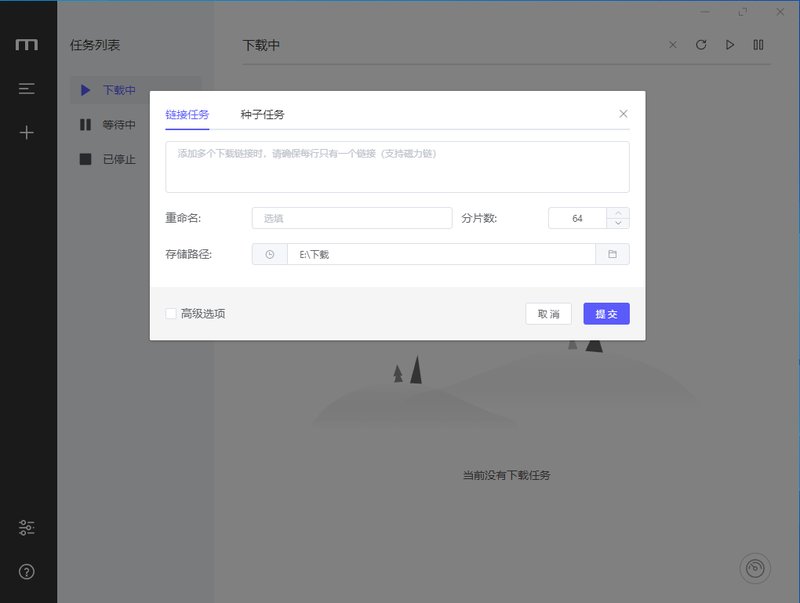 m
任务列表
下载中
下载中
等待中
已停止
链接任务
种子任务
添加多个下载链接时，请确保每行只有一个链接（支持磁力链）
重命名:
选填
分片数:
64
存储路径:
E:\下载
高级选项
取消
提交
当前没有下载任务